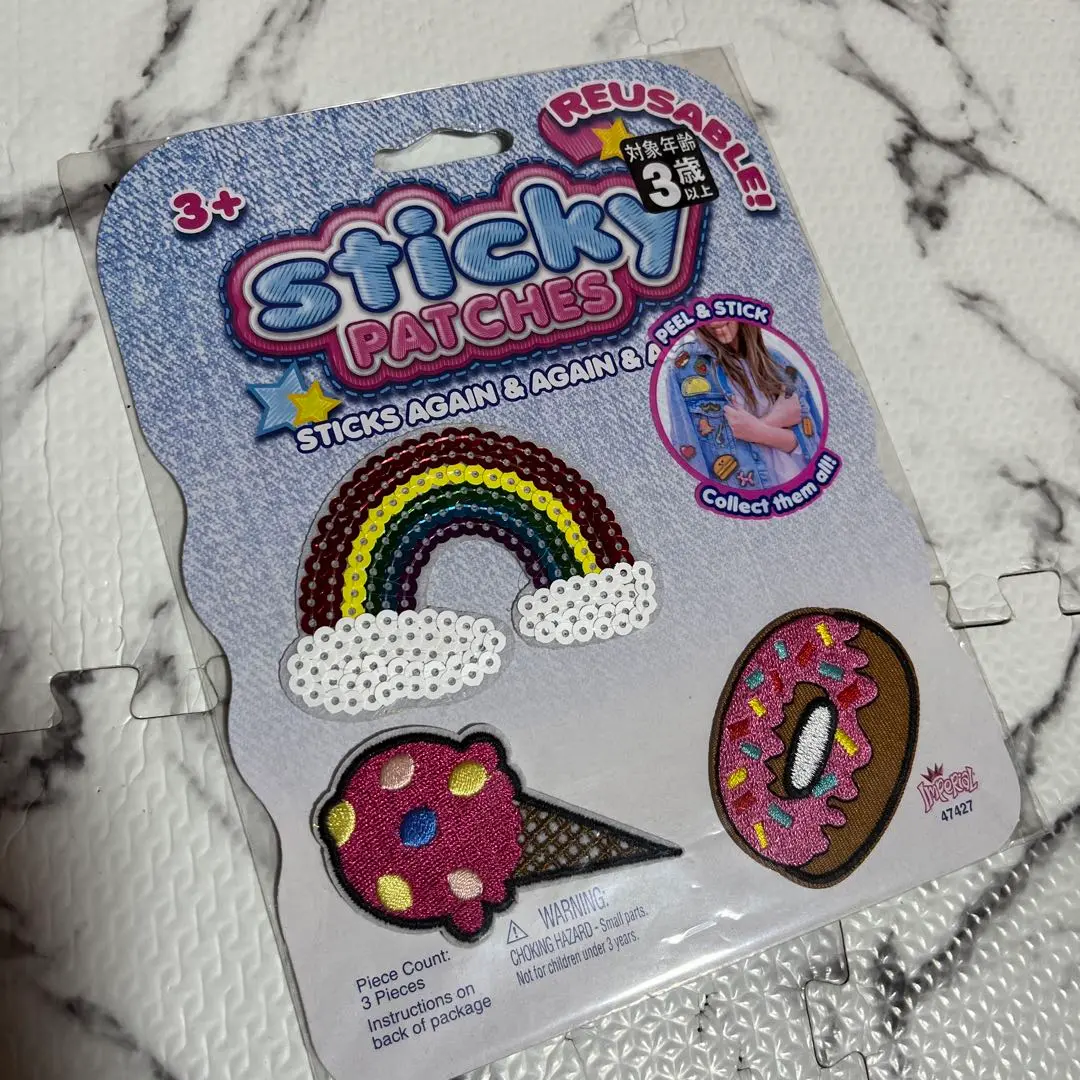 REUSABLE!
対象年齢
3歳
以上
3+
sticky
PATCHES
STICKS AGAIN & AGAIN & A
PEEL & STICK
Collect them all!
IMPERIAL
47427
WARNING:
CHOKING HAZARD - Small parts.
Not for children under 3 years.
Piece Count:
3 Pieces
Instructions on
back of package